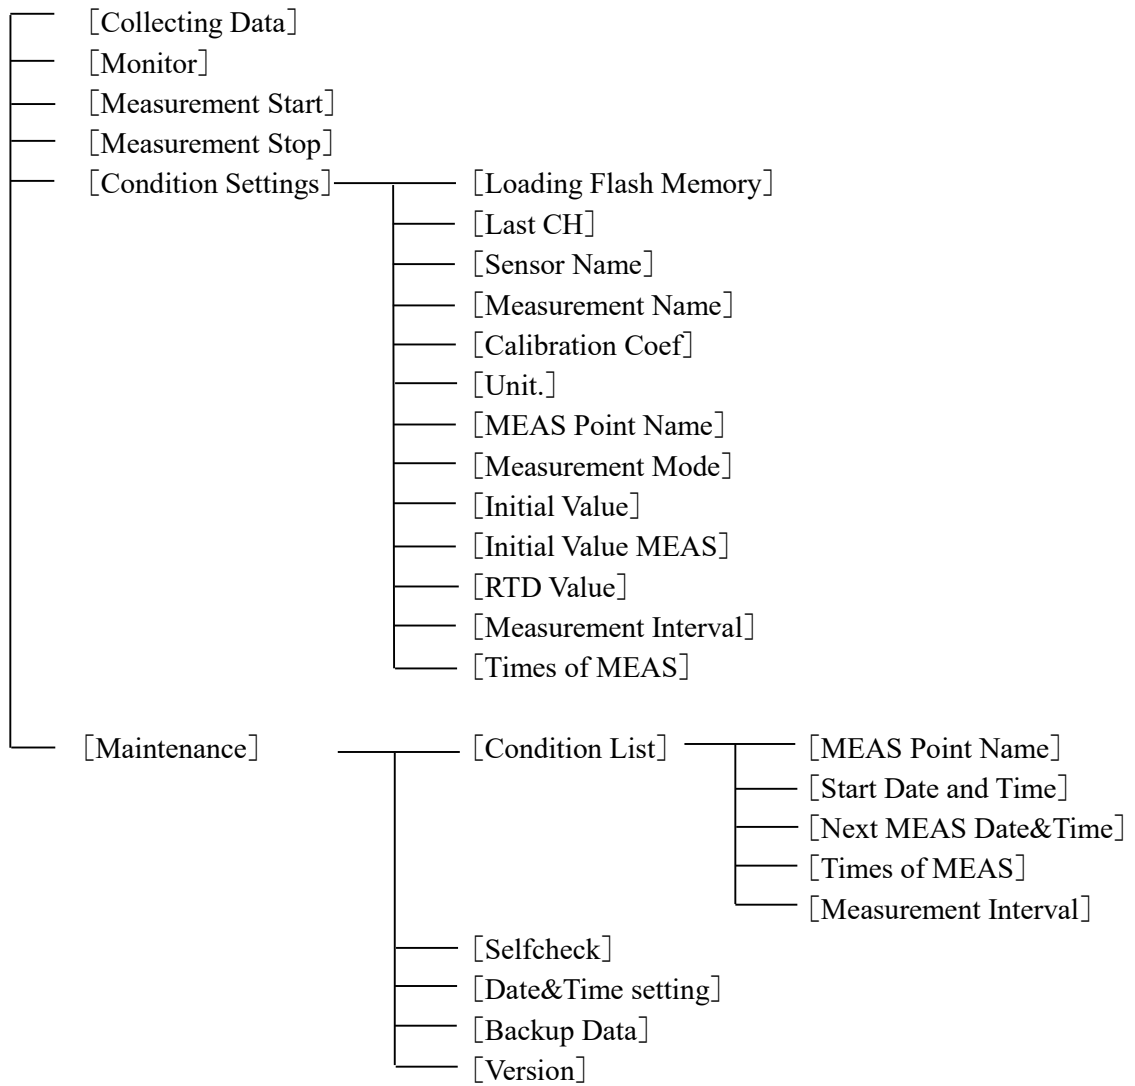 ［Collecting Data］
［Monitor］
［Measurement Start］
［Measurement Stop］
［Condition Settings］ ［Loading Flash Memory］
［Last CH］
［Sensor Name］
［Measurement Name］
［Calibration Coef］
［Unit.］
［MEAS Point Name］
［Measurement Mode］
［Initial Value］
［Initial Value MEAS］
［RTD Value］
［Measurement Interval］
［Times of MEAS］
［Maintenance］ ［Condition List］ ［MEAS Point Name］
［Start Date and Time］
［Next MEAS Date&Time］
［Times of MEAS］
［Measurement Interval］
［Selfcheck］
［Date&Time setting］
［Backup Data］
［Version］